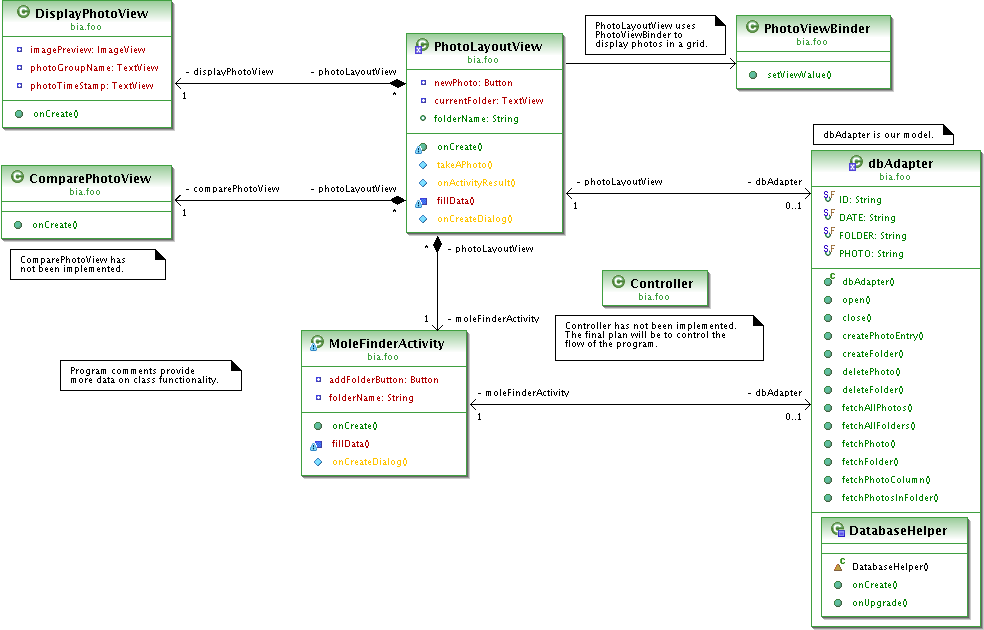 DisplayPhotoView
bia.foo
imagePreview: ImageView
photoGroupName: TextView
photoTimeStamp: TextView
onCreate()
- displayPhotoView
- photoLayoutView
1
*
PhotoLayoutView
bia.foo
newPhoto: Button
currentFolder: TextView
folderName: String
onCreate()
takeAPhoto()
onActivityResult()
fillData()
onCreateDialog()
PhotoLayoutView uses
PhotoViewBinder to
display photos in a grid.
PhotoViewBinder
bia.foo
setViewValue()
ComparePhotoView
bia.foo
onCreate()
- comparePhotoView
- photoLayoutView
1
*
ComparePhotoView has
not been implemented.
- photoLayoutView
- dbAdapter
1
0..1
dbAdapter is our model.
dbAdapter
bia.foo
ID: String
DATE: String
FOLDER: String
PHOTO: String
dbAdapter()
open()
close()
createPhotoEntry()
createFolder()
deletePhoto()
deleteFolder()
fetchAllPhotos()
fetchAllFolders()
fetchPhoto()
fetchFolder()
fetchPhotoColumn()
fetchPhotosInFolder()
DatabaseHelper
DatabaseHelper()
onCreate()
onUpgrade()
*
- photoLayoutView
1
- moleFinderActivity
Controller
bia.foo
Controller has not been implemented.
The final plan will be to control the
flow of the program.
MoleFinderActivity
bia.foo
addFolderButton: Button
folderName: String
onCreate()
fillData()
onCreateDialog()
- moleFinderActivity
- dbAdapter
1
0..1
Program comments provide
more data on class functionality.